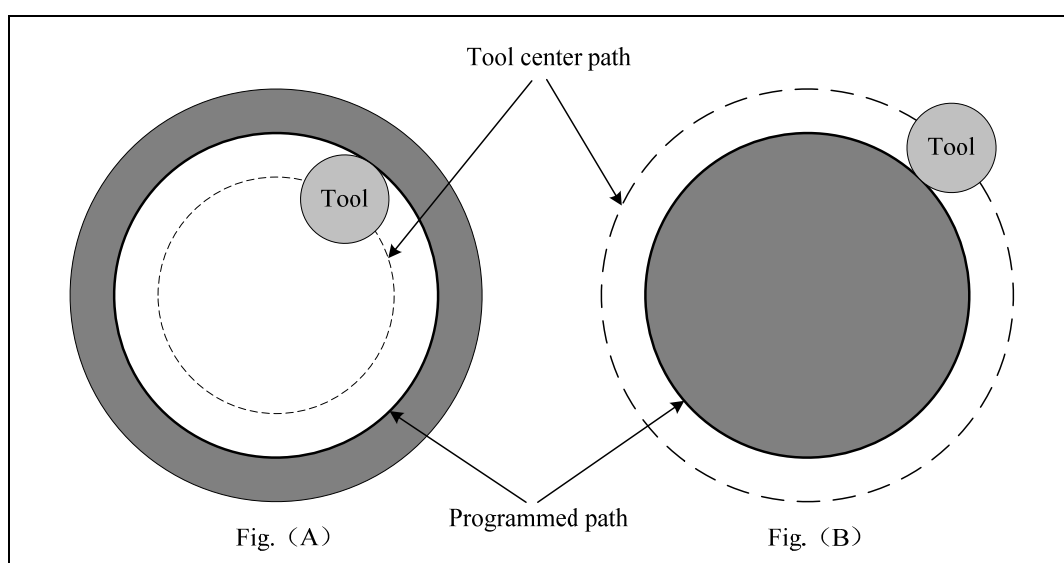 Tool center path
Tool
Tool
Programmed path
Fig.（A）
Fig.（B）